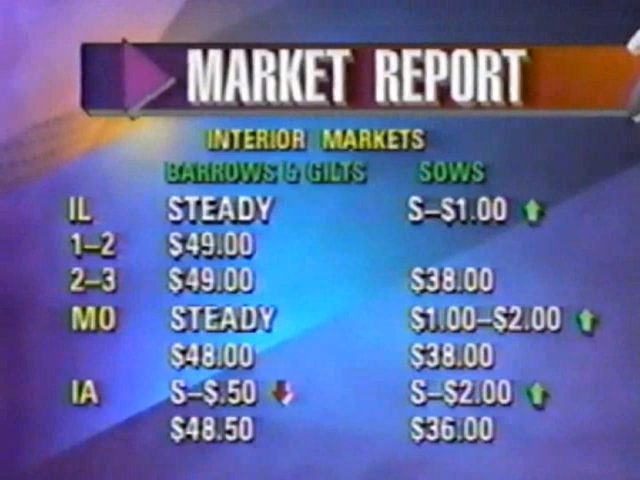 MARKET REPORT
INTERIOR MARKETS
BARROWS & GILTS SOWS
IL STEADY S–$1.00
1–2 $49.00
2–3 $49.00 $38.00
MO STEADY $1.00–$2.00
$48.00 $38.00
IA S–$.50 S–$2.00
$48.50 $36.00